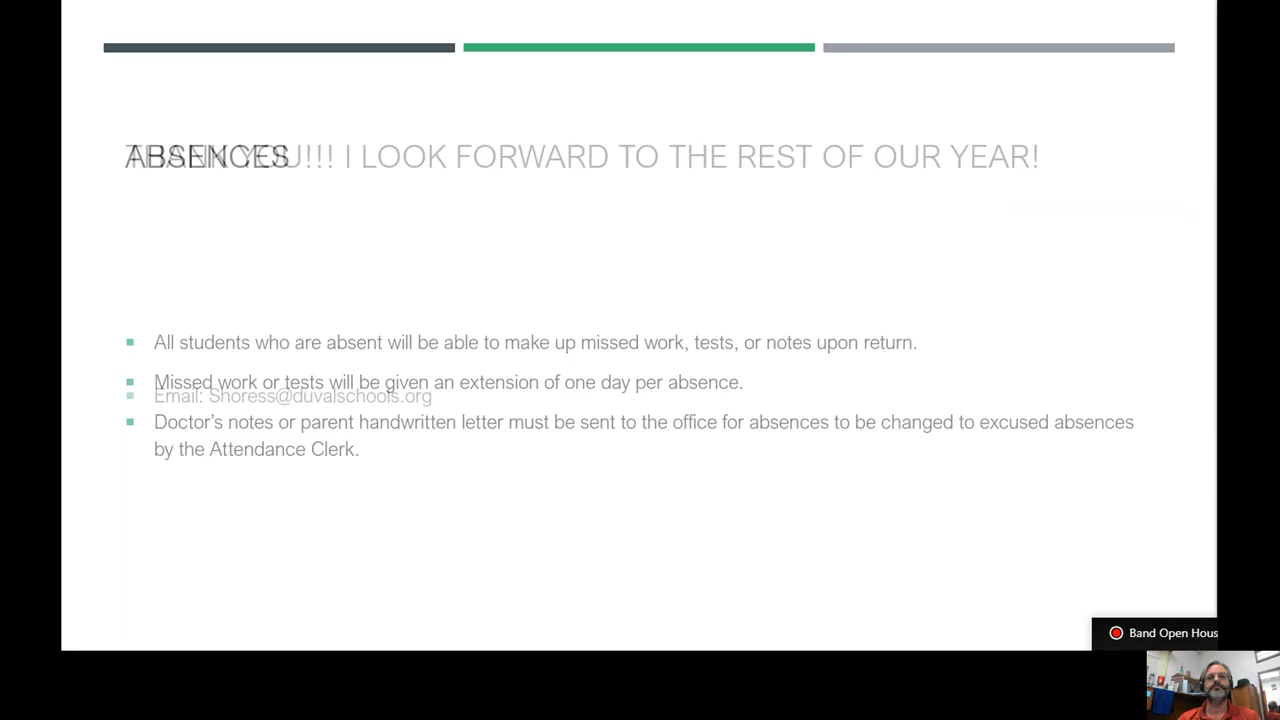 ABSENCES
THANK YOU!!! I LOOK FORWARD TO THE REST OF OUR YEAR!
All students who are absent will be able to make up missed work, tests, or notes upon return.
Missed work or tests will be given an extension of one day per absence.
Email: Shoress@duvalschools.org
Doctor's notes or parent handwritten letter must be sent to the office for absences to be changed to excused absences
by the Attendance Clerk.
Band Open Hous